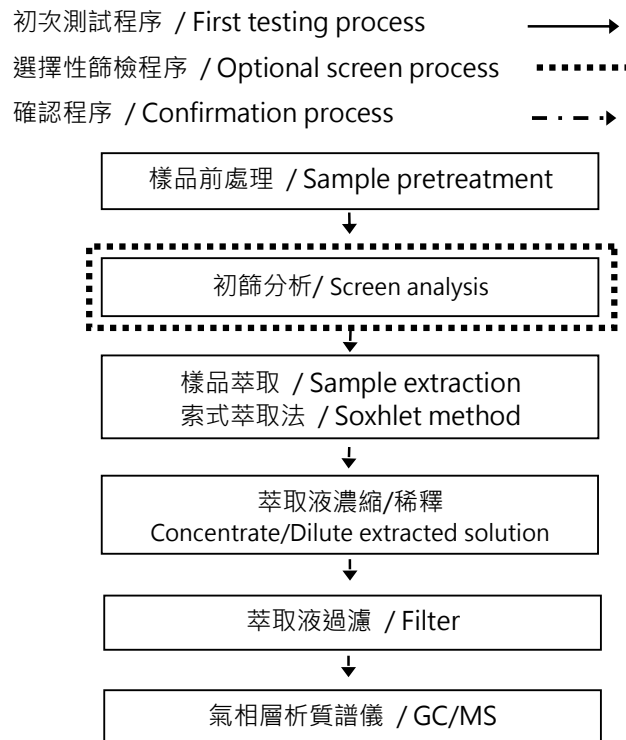 初次測試程序 / First testing process
選擇性篩檢程序 / Optional screen process
確認程序 / Confirmation process
樣品前處理 / Sample pretreatment
初篩分析/ Screen analysis
樣品萃取 / Sample extraction
索式萃取法 / Soxhlet method
萃取液濃縮/稀釋
Concentrate/Dilute extracted solution
萃取液過濾 / Filter
氣相層析質譜儀 / GC/MS